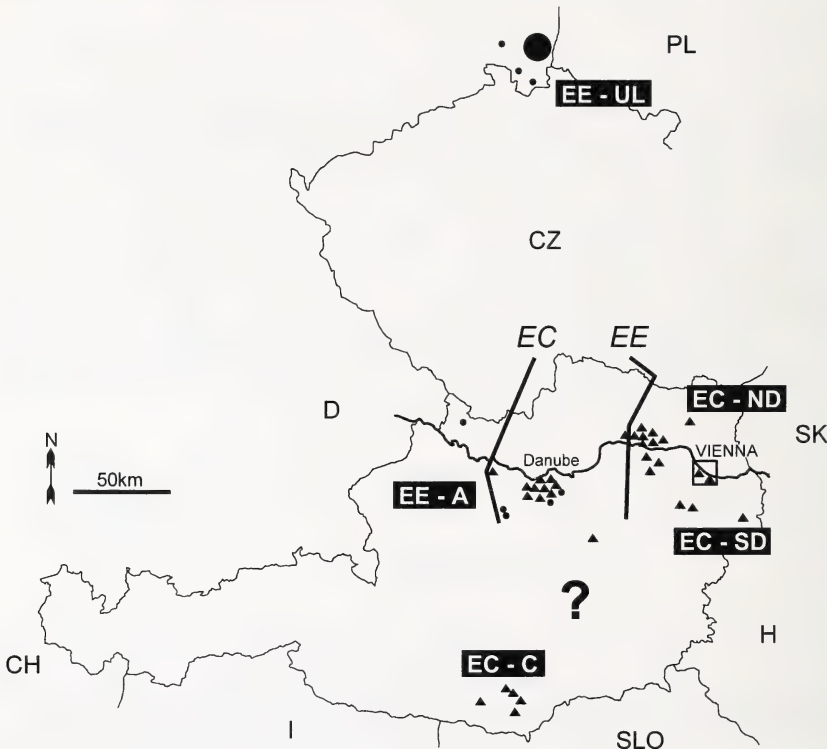 PL
EE - UL
CZ
EC
EE
EC - ND
D
SK
N
VIENNA
Danube
50km
EE - A
EC - SD
?
H
EC - C
CH
I
SLO